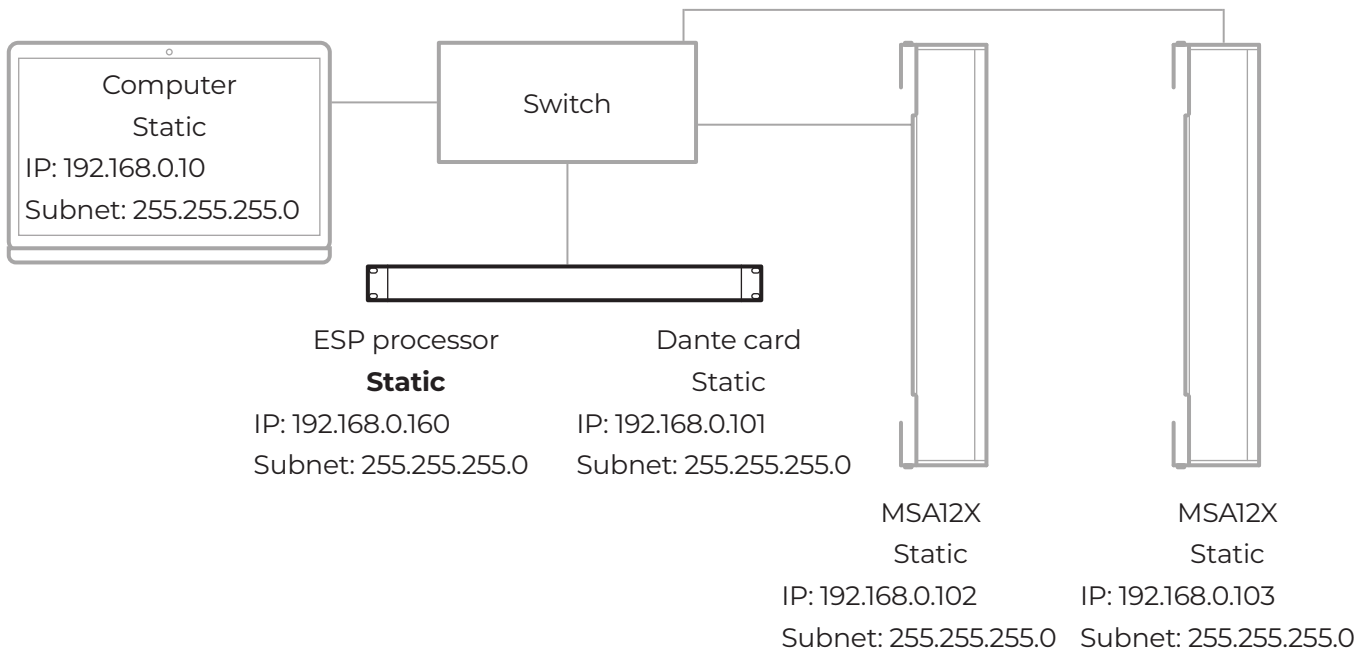 Computer
Static
IP: 192.168.0.10
Subnet: 255.255.255.0
Switch
ESP processor
Static
IP: 192.168.0.160
Subnet: 255.255.255.0
Dante card
Static
IP: 192.168.0.101
Subnet: 255.255.255.0
MSA12X
Static
IP: 192.168.0.102
Subnet: 255.255.255.0
MSA12X
Static
IP: 192.168.0.103
Subnet: 255.255.255.0